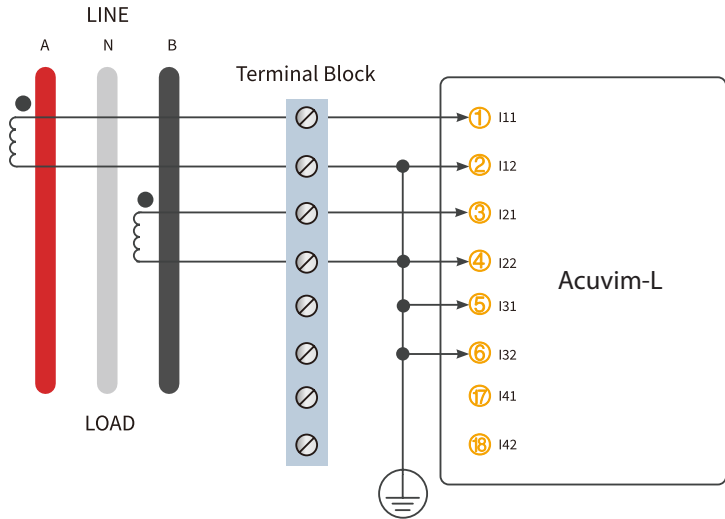 LINE
A N B
Terminal Block
① I11
② I12
③ I21
④ I22
Acuvim-L
⑤ I31
⑥ I32
⑰ I41
LOAD
⑱ I42